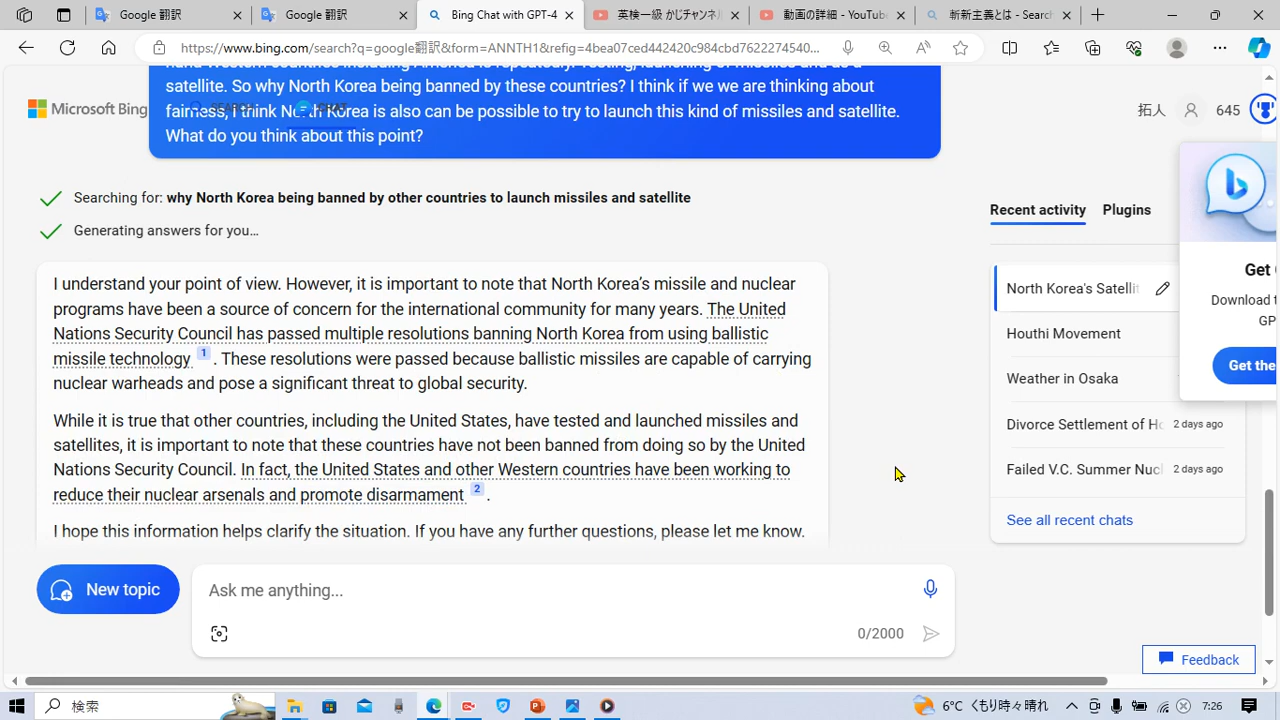 Google 翻訳
Google 翻訳
Bing Chat with GPT-4
英検一級 かじチャンネル
動画の詳細 - YouTube
斬新主義とは - Search
https://www.bing.com/search?q=google翻訳&form=ANNTH1&refig=4bea07ced442420c984cbd7622274540...
satellite. So why North Korea being banned by these countries? I think if we we are thinking about
Microsoft Bing
SEARCH
CHAT
fairness, I think North Korea is also can be possible to try to launch this kind of missiles and satellite.
What do you think about this point?
拓人
645
Searching for: why North Korea being banned by other countries to launch missiles and satellite
Generating answers for you...
Recent activity
Plugins
I understand your point of view. However, it is important to note that North Korea's missile and nuclear
programs have been a source of concern for the international community for many years. The United
Nations Security Council has passed multiple resolutions banning North Korea from using ballistic
missile technology 1. These resolutions were passed because ballistic missiles are capable of carrying
nuclear warheads and pose a significant threat to global security.
While it is true that other countries, including the United States, have tested and launched missiles and
satellites, it is important to note that these countries have not been banned from doing so by the United
Nations Security Council. In fact, the United States and other Western countries have been working to
reduce their nuclear arsenals and promote disarmament 2.
I hope this information helps clarify the situation. If you have any further questions, please let me know.
North Korea's Satellit
Houthi Movement
Weather in Osaka
Divorce Settlement of Ho
2 days ago
Failed V.C. Summer Nucl
2 days ago
See all recent chats
Get
Download t
GP
Get the
New topic
Ask me anything...
0/2000
Feedback
検索
6°C くもり時々晴れ
7:26